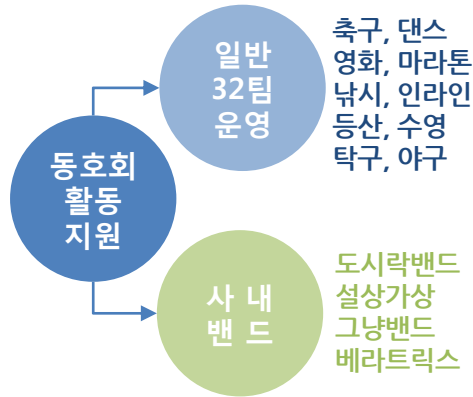 동호회
활동
지원
일반
32팀
운영
축구, 댄스
영화, 마라톤
낚시, 인라인
등산, 수영
탁구, 야구
사 내
밴 드
도시락밴드
설상가상
그냥밴드
베라트릭스